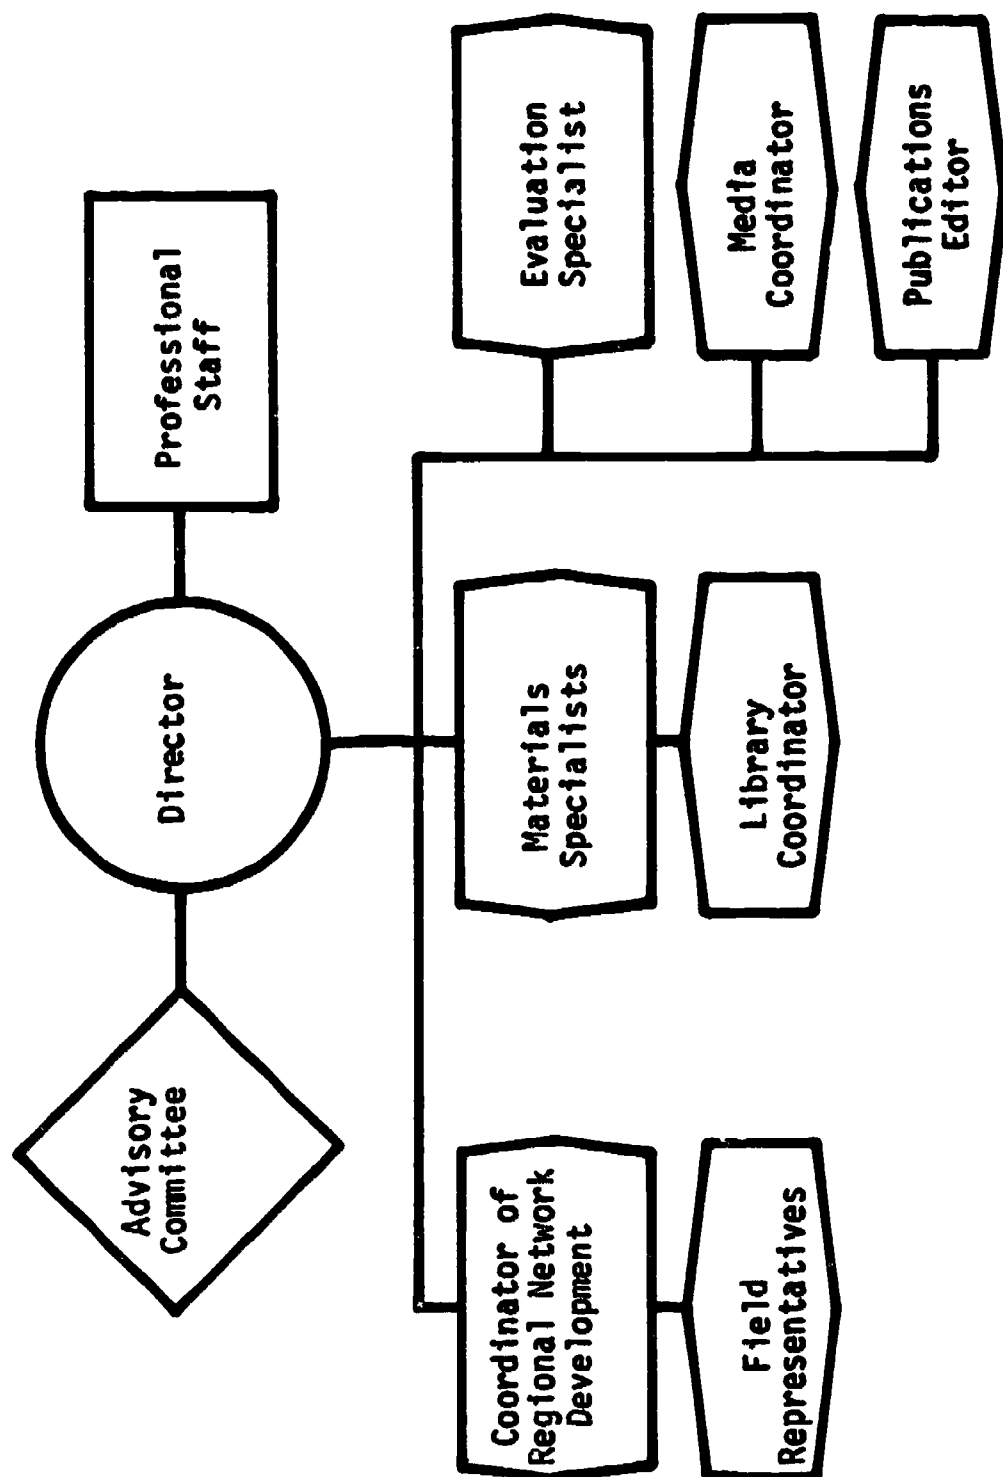 Advisory
Committee
Director
Professional
Staff
Coordinator of
Regional Network
Development
Materials
Specialists
Evaluation
Specialist
Field
Representatives
Library
Coordinator
Media
Coordinator
Publications
Editor